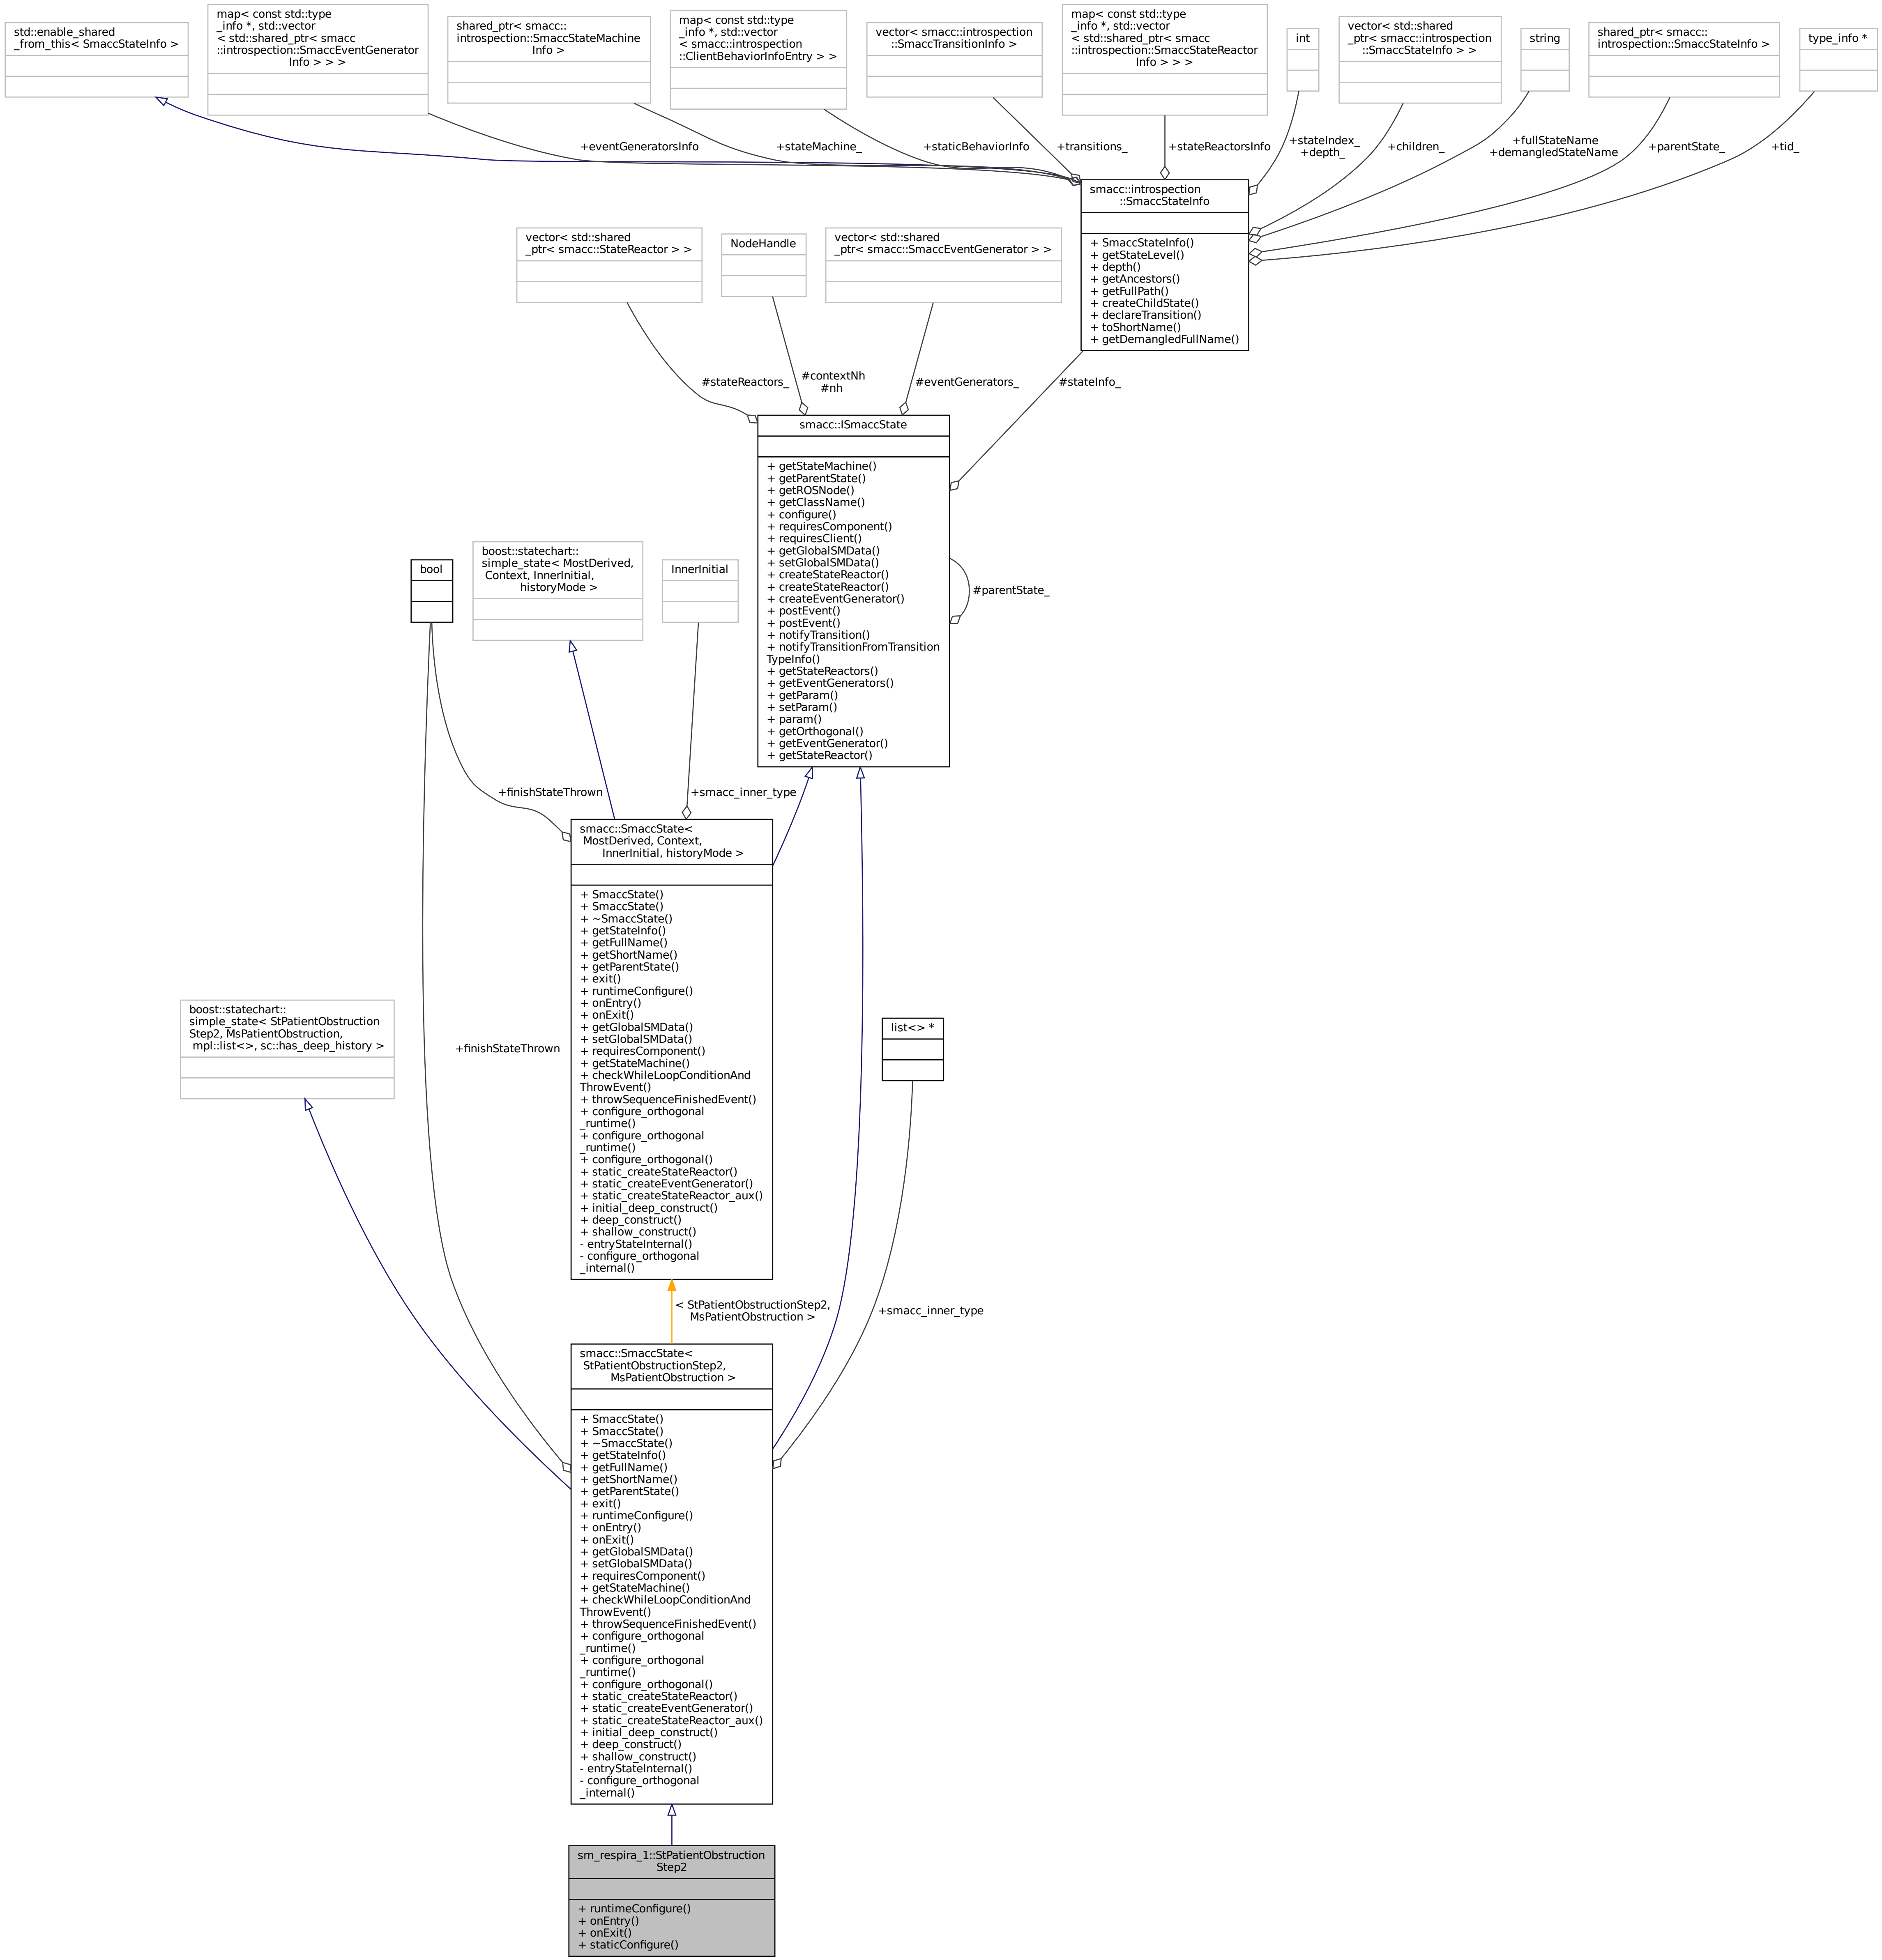 std::enable_shared
_from_this< SmaccStateInfo >
map< const std::type
_info *, std::vector
< std::shared_ptr< smacc
::introspection::SmaccEventGenerator
Info > > >
shared_ptr< smacc::
introspection::SmaccStateMachine
Info >
map< const std::type
_info *, std::vector
< smacc::introspection
::ClientBehaviorInfoEntry > >
vector< smacc::introspection
::SmaccTransitionInfo >
map< const std::type
_info *, std::vector
< std::shared_ptr< smacc
::introspection::SmaccStateReactor
Info > > >
int
vector< std::shared
_ptr< smacc::introspection
::SmaccStateInfo > >
string
shared_ptr< smacc::
introspection::SmaccStateInfo >
type_info *
+eventGeneratorsInfo
+stateMachine_
+staticBehaviorInfo
+transitions_
+stateReactorsInfo
+stateIndex_
+depth_
+children_
+fullStateName
+demangledStateName
+parentState_
+tid_
smacc::introspection
::SmaccStateInfo
+ SmaccStateInfo()
+ getStateLevel()
+ depth()
+ getAncestors()
+ getFullPath()
+ createChildState()
+ declareTransition()
+ toShortName()
+ getDemangledFullName()
vector< std::shared
_ptr< smacc::StateReactor > >
NodeHandle
vector< std::shared
_ptr< smacc::SmaccEventGenerator > >
#stateReactors_
#contextNh
#nh
#eventGenerators_
#stateInfo_
smacc::ISmaccState
+ getStateMachine()
+ getParentState()
+ getROSNode()
+ getClassName()
+ configure()
+ requiresComponent()
+ requiresClient()
+ getGlobalSMData()
+ setGlobalSMData()
+ createStateReactor()
+ createStateReactor()
+ createEventGenerator()
+ postEvent()
+ postEvent()
+ notifyTransition()
+ notifyTransitionFromTransition
TypeInfo()
+ getStateReactors()
+ getEventGenerators()
+ getParam()
+ setParam()
+ param()
+ getOrthogonal()
+ getEventGenerator()
+ getStateReactor()
#parentState_
bool
boost::statechart::
simple_state< MostDerived,
Context, InnerInitial,
historyMode >
InnerInitial
+finishStateThrown
+smacc_inner_type
smacc::SmaccState<
MostDerived, Context,
InnerInitial, historyMode >
+ SmaccState()
+ SmaccState()
+ ~SmaccState()
+ getStateInfo()
+ getFullName()
+ getShortName()
+ getParentState()
+ exit()
+ runtimeConfigure()
+ onEntry()
+ onExit()
+ getGlobalSMData()
+ setGlobalSMData()
+ requiresComponent()
+ getStateMachine()
+ checkWhileLoopConditionAnd
ThrowEvent()
+ throwSequenceFinishedEvent()
+ configure_orthogonal
_runtime()
+ configure_orthogonal
_runtime()
+ configure_orthogonal()
+ static_createStateReactor()
+ static_createEventGenerator()
+ static_createStateReactor_aux()
+ initial_deep_construct()
+ deep_construct()
+ shallow_construct()
- entryStateInternal()
- configure_orthogonal
_internal()
boost::statechart::
simple_state< StPatientObstruction
Step2, MsPatientObstruction,
mpl::list<>, sc::has_deep_history >
+finishStateThrown
list<> *
< StPatientObstructionStep2,
MsPatientObstruction >
+smacc_inner_type
smacc::SmaccState<
StPatientObstructionStep2,
MsPatientObstruction >
+ SmaccState()
+ SmaccState()
+ ~SmaccState()
+ getStateInfo()
+ getFullName()
+ getShortName()
+ getParentState()
+ exit()
+ runtimeConfigure()
+ onEntry()
+ onExit()
+ getGlobalSMData()
+ setGlobalSMData()
+ requiresComponent()
+ getStateMachine()
+ checkWhileLoopConditionAnd
ThrowEvent()
+ throwSequenceFinishedEvent()
+ configure_orthogonal
_runtime()
+ configure_orthogonal
_runtime()
+ configure_orthogonal()
+ static_createStateReactor()
+ static_createEventGenerator()
+ static_createStateReactor_aux()
+ initial_deep_construct()
+ deep_construct()
+ shallow_construct()
- entryStateInternal()
- configure_orthogonal
_internal()
sm_respira_1::StPatientObstruction
Step2
+ runtimeConfigure()
+ onEntry()
+ onExit()
+ staticConfigure()